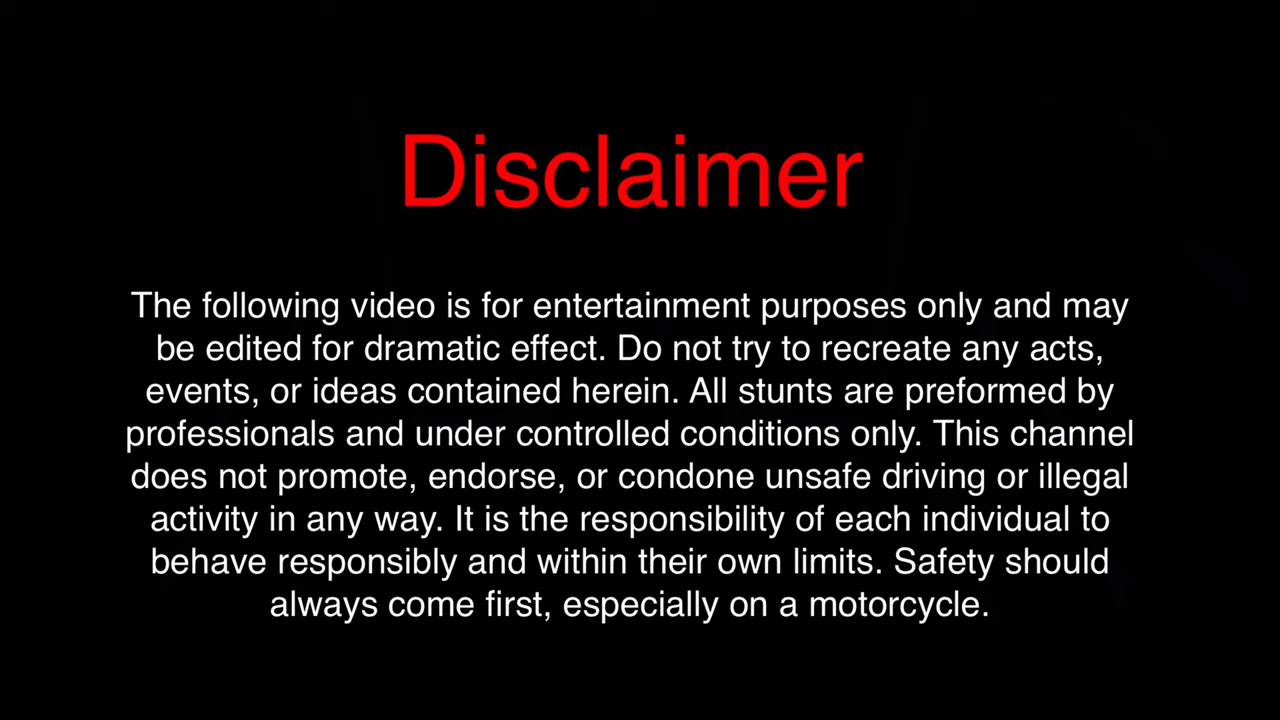 Disclaimer
The following video is for entertainment purposes only and may
be edited for dramatic effect. Do not try to recreate any acts,
events, or ideas contained herein. All stunts are preformed by
professionals and under controlled conditions only. This channel
does not promote, endorse, or condone unsafe driving or illegal
activity in any way. It is the responsibility of each individual to
behave responsibly and within their own limits. Safety should
always come first, especially on a motorcycle.